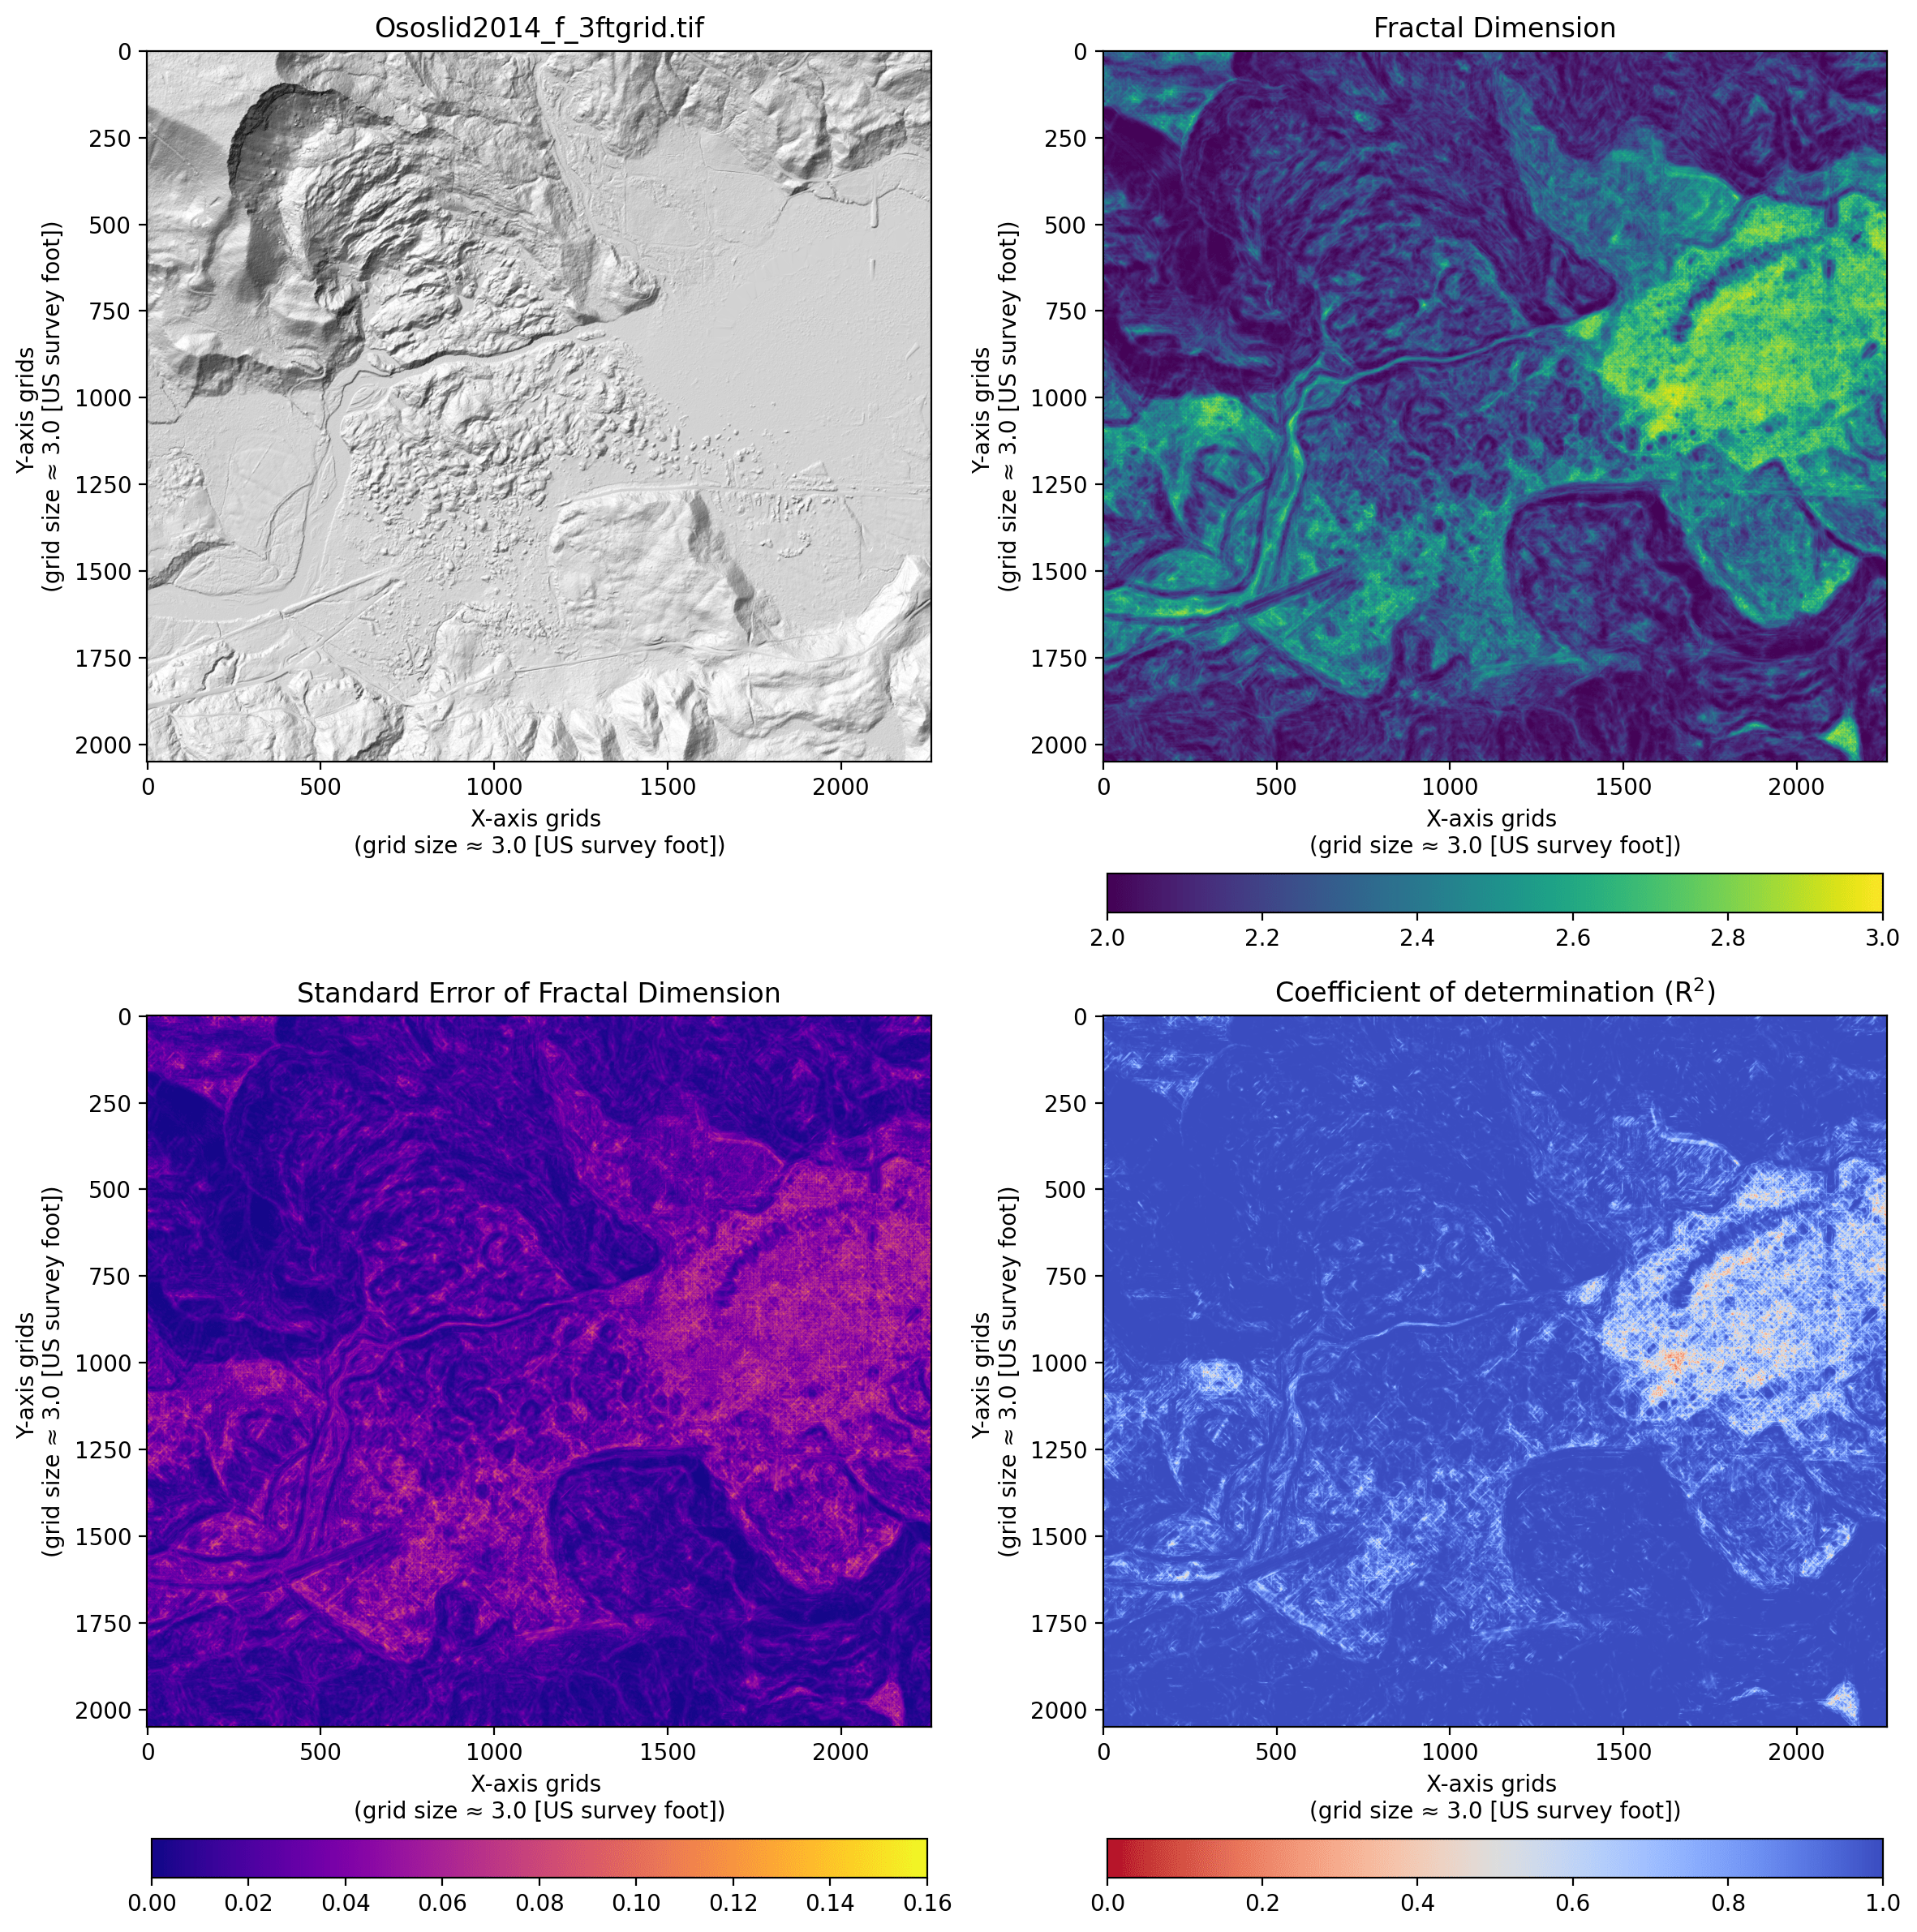 Ososlid2014_f_3ftgrid.tif
0
250
500
750
1000
1250
1500
1750
2000
Y-axis grids
(grid size ≈ 3.0 [US survey foot])
0 500 1000 1500 2000
X-axis grids
(grid size ≈ 3.0 [US survey foot])
Fractal Dimension
0
250
500
750
1000
1250
1500
1750
2000
Y-axis grids
(grid size ≈ 3.0 [US survey foot])
0 500 1000 1500 2000
X-axis grids
(grid size ≈ 3.0 [US survey foot])
2.0 2.2 2.4 2.6 2.8 3.0
Standard Error of Fractal Dimension
0
250
500
750
1000
1250
1500
1750
2000
Y-axis grids
(grid size ≈ 3.0 [US survey foot])
0 500 1000 1500 2000
X-axis grids
(grid size ≈ 3.0 [US survey foot])
0.00 0.02 0.04 0.06 0.08 0.10 0.12 0.14 0.16
Coefficient of determination (R²)
0
250
500
750
1000
1250
1500
1750
2000
Y-axis grids
(grid size ≈ 3.0 [US survey foot])
0 500 1000 1500 2000
X-axis grids
(grid size ≈ 3.0 [US survey foot])
0.0 0.2 0.4 0.6 0.8 1.0